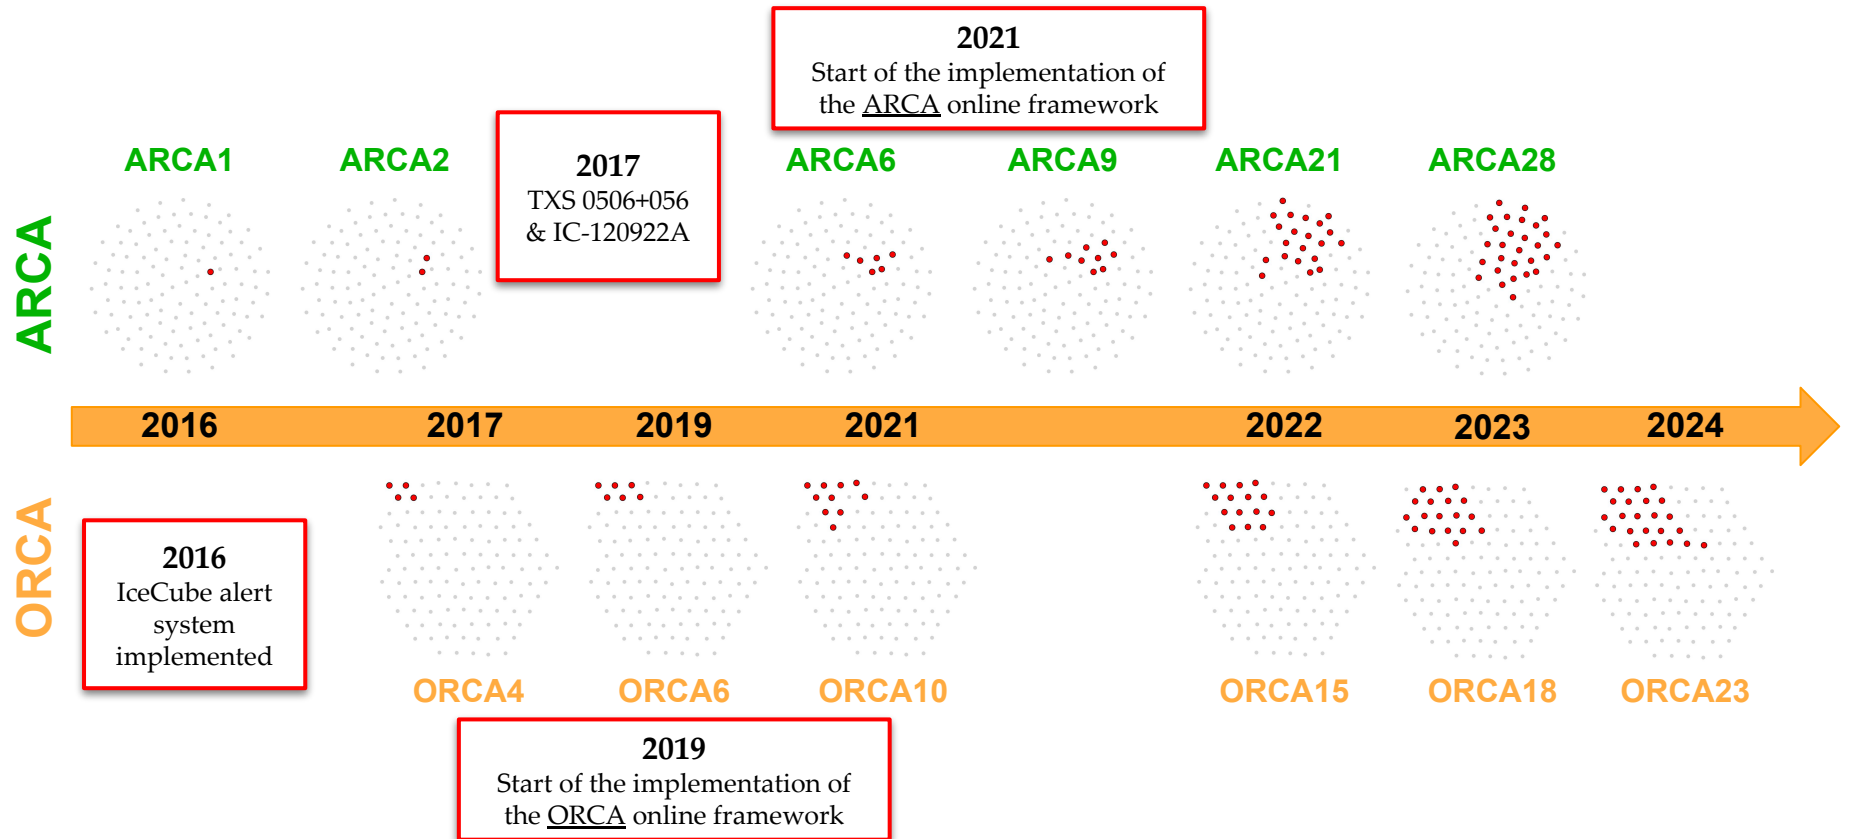 2021
Start of the implementation of
the ARCA online framework
ARCA1
ARCA2
2017
TXS 0506+056
& IC-120922A
ARCA6
ARCA9
ARCA21
ARCA28
ARCA
2016
2017
2019
2021
2022
2023
2024
ORCA
2016
IceCube alert
system
implemented
ORCA4
ORCA6
ORCA10
ORCA15
ORCA18
ORCA23
2019
Start of the implementation of
the ORCA online framework